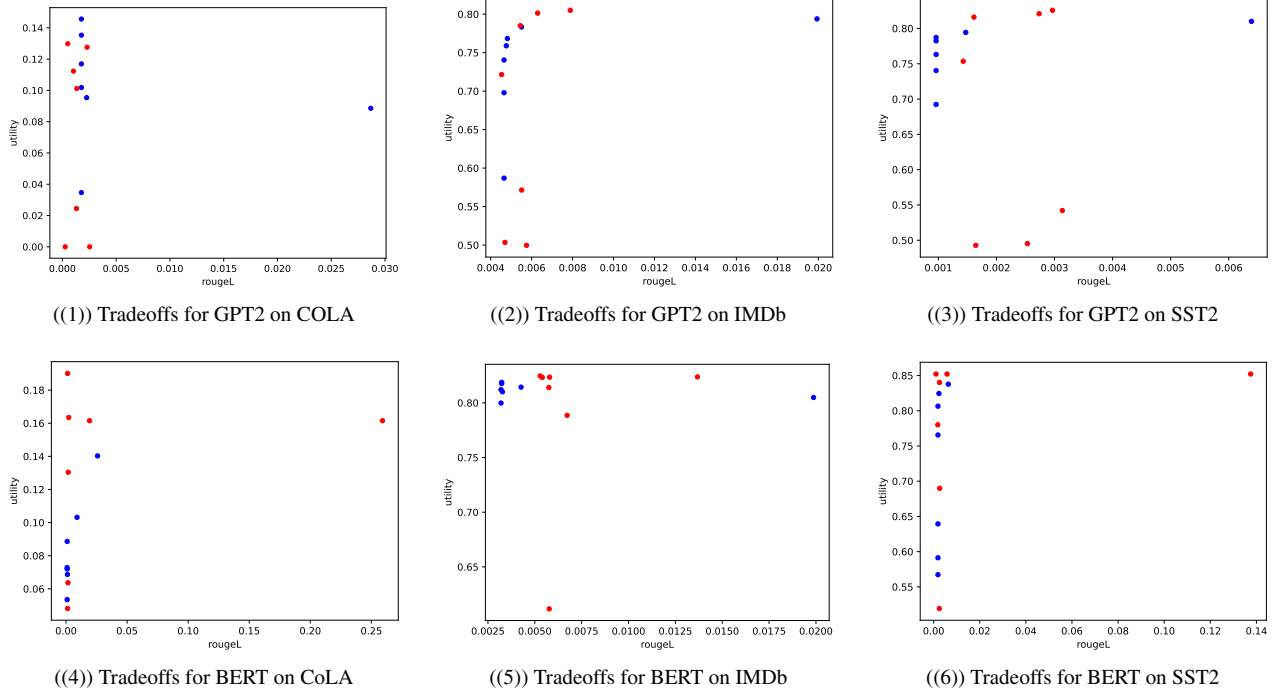 0.14
0.12
0.10
0.08
0.06
0.04
0.02
0.00
utility
0.000 0.005 0.010 0.015 0.020 0.025 0.030
rougeL
((1)) Tradeoffs for GPT2 on COLA
0.80
0.75
0.70
0.65
0.60
0.55
0.50
utility
0.004 0.006 0.008 0.010 0.012 0.014 0.016 0.018 0.020
rougeL
((2)) Tradeoffs for GPT2 on IMDb
0.80
0.75
0.70
0.65
0.60
0.55
0.50
utility
0.001 0.002 0.003 0.004 0.005 0.006
rougeL
((3)) Tradeoffs for GPT2 on SST2
0.18
0.16
0.14
0.12
0.10
0.08
0.06
utility
0.00 0.05 0.10 0.15 0.20 0.25
rougeL
((4)) Tradeoffs for BERT on CoLA
0.80
0.75
0.70
0.65
utility
0.0025 0.0050 0.0075 0.0100 0.0125 0.0150 0.0175 0.0200
rougeL
((5)) Tradeoffs for BERT on IMDb
0.85
0.80
0.75
0.70
0.65
0.60
0.55
utility
0.00 0.02 0.04 0.06 0.08 0.10 0.12 0.14
rougeL
((6)) Tradeoffs for BERT on SST2